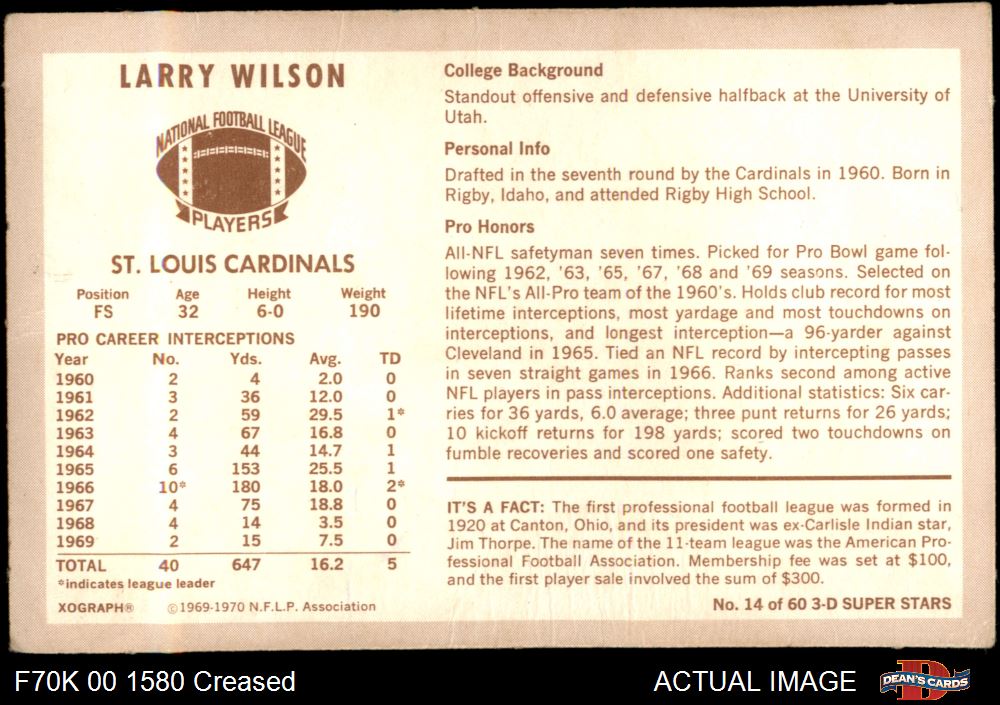 LARRY WILSON
NATIONAL FOOTBALL LEAGUE
PLAYERS
ST. LOUIS CARDINALS
Position Age Height Weight
FS 32 6-0 190
PRO CAREER INTERCEPTIONS
Year No. Yds. Avg. TD
1960 2 4 2.0 0
1961 3 36 12.0 0
1962 2 59 29.5 1*
1963 4 67 16.8 0
1964 3 44 14.7 1
1965 6 153 25.5 1
1966 10* 180 18.0 2*
1967 4 75 18.8 0
1968 4 14 3.5 0
1969 2 15 7.5 0
TOTAL 40 647 16.2 5
*indicates league leader
XOGRAPH® ©1969-1970 N.F.L.P. Association
College Background
Standout offensive and defensive halfback at the University of
Utah.
Personal Info
Drafted in the seventh round by the Cardinals in 1960. Born in
Rigby, Idaho, and attended Rigby High School.
Pro Honors
All-NFL safetyman seven times. Picked for Pro Bowl game fol-
lowing 1962, '63, '65, '67, '68 and '69 seasons. Selected on
the NFL's All-Pro team of the 1960's. Holds club record for most
lifetime interceptions, most yardage and most touchdowns on
interceptions, and longest interception—a 96-yarder against
Cleveland in 1965. Tied an NFL record by intercepting passes
in seven straight games in 1966. Ranks second among active
NFL players in pass interceptions. Additional statistics: Six car-
ries for 36 yards, 6.0 average; three punt returns for 26 yards;
10 kickoff returns for 198 yards; scored two touchdowns on
fumble recoveries and scored one safety.
IT'S A FACT: The first professional football league was formed in
1920 at Canton, Ohio, and its president was ex-Carlisle Indian star,
Jim Thorpe. The name of the 11-team league was the American Pro-
fessional Football Association. Membership fee was set at $100,
and the first player sale involved the sum of $300.
No. 14 of 60 3-D SUPER STARS
F70K 00 1580 Creased
ACTUAL IMAGE
D
DEAN'S CARDS